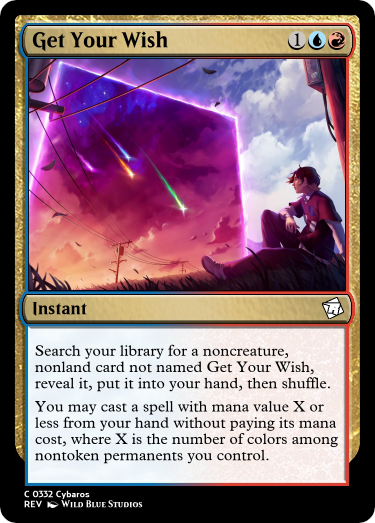 Get Your Wish
1
Instant
Search your library for a noncreature,
nonland card not named Get Your Wish,
reveal it, put it into your hand, then shuffle.
You may cast a spell with mana value X or
less from your hand without paying its mana
cost, where X is the number of colors among
nontoken permanents you control.
C 0332 Cybaros
REV Wild Blue Studios